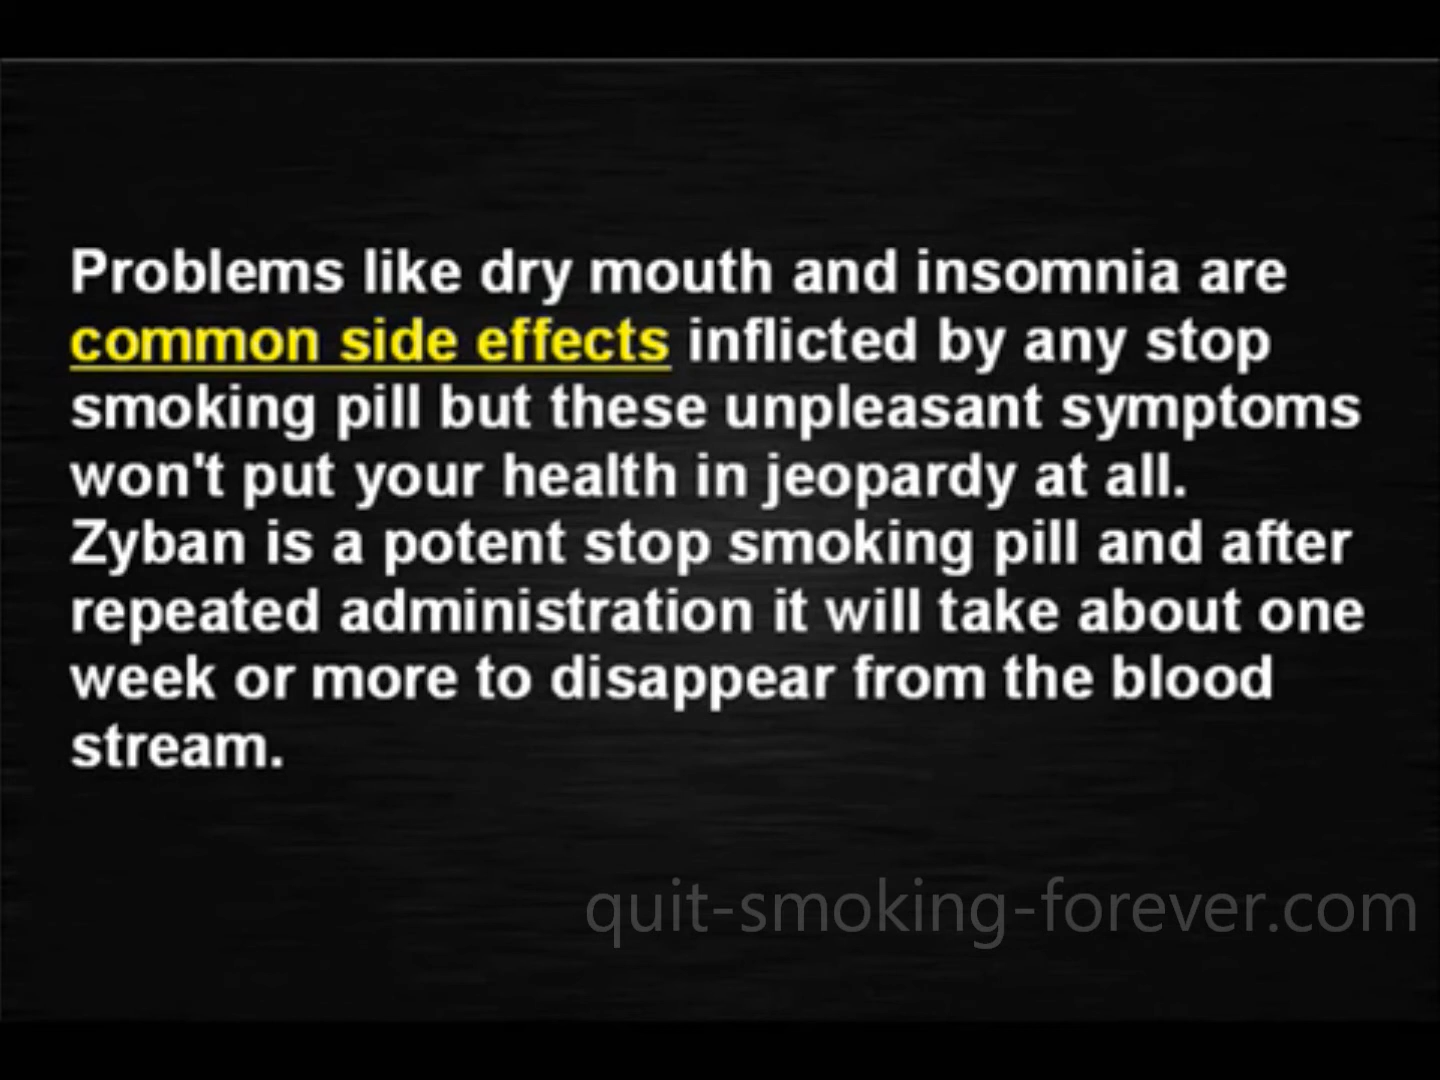 Problems like dry mouth and insomnia are
common side effects inflicted by any stop
smoking pill but these unpleasant symptoms
won't put your health in jeopardy at all.
Zyban is a potent stop smoking pill and after
repeated administration it will take about one
week or more to disappear from the blood
stream.
quit-smoking-forever.com